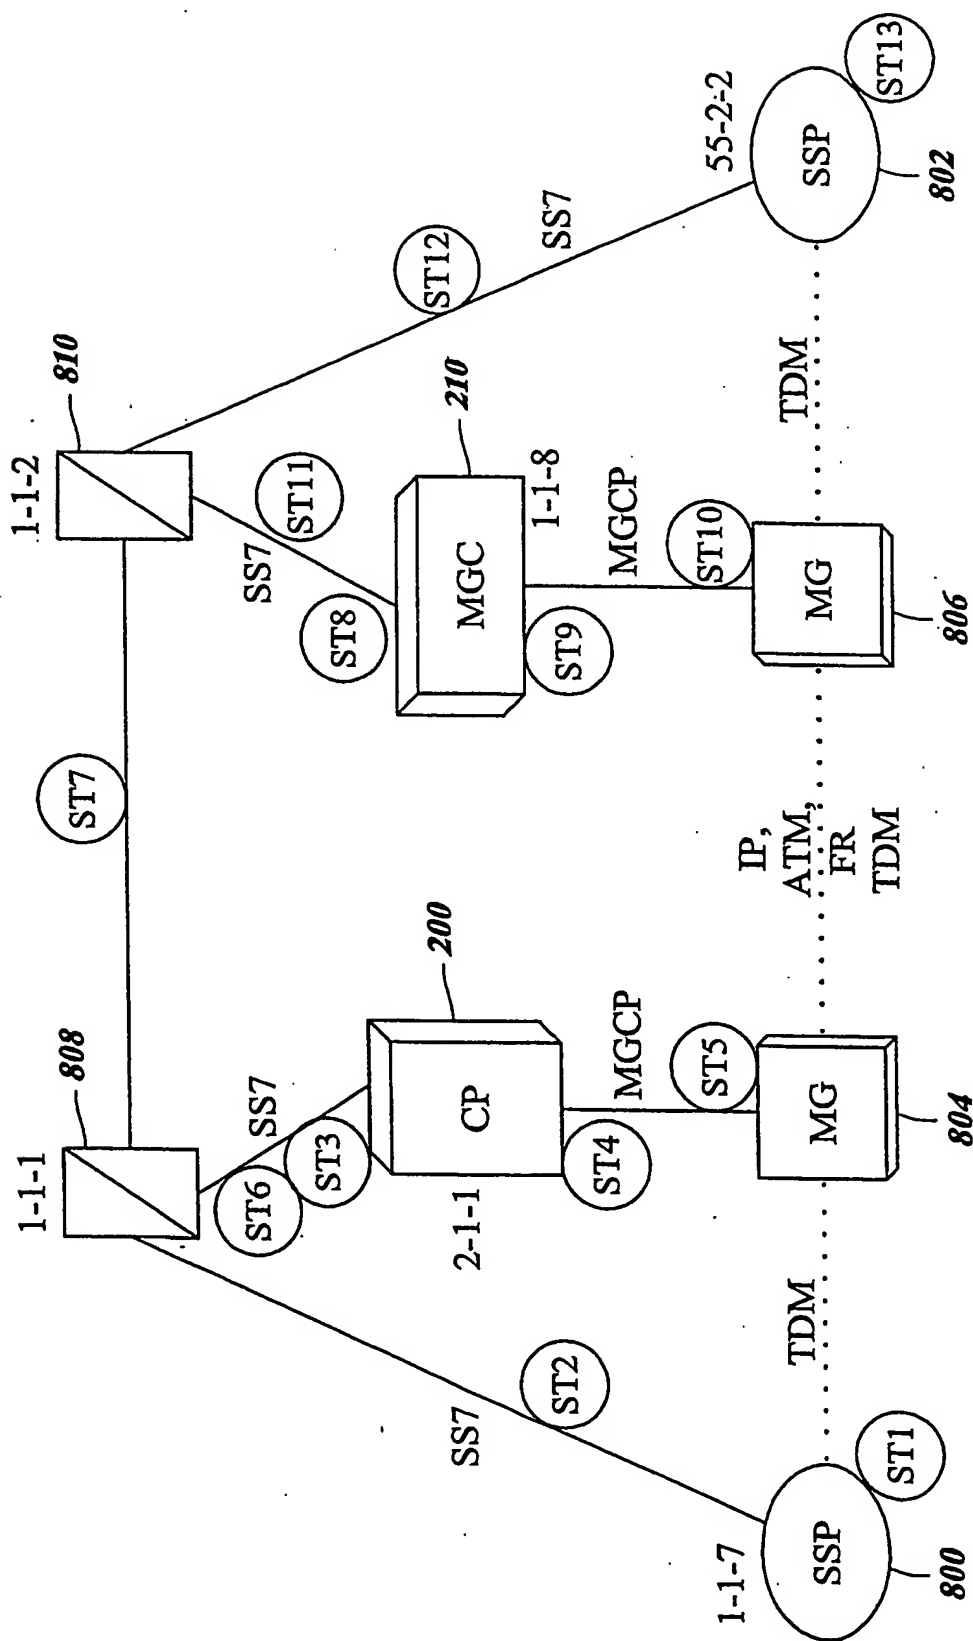 1-1-1
808
1-1-2
810
ST7
SS7
ST6
ST3
SS7
ST11
ST8
ST12
SS7
SS7
ST2
200
CP
2-1-1
ST4
MGCP
ST5
210
MGC
1-1-8
ST9
MGCP
ST10
1-1-7
SSP
800
ST1
TDM
MG
804
IP,
ATM,
FR
TDM
MG
806
TDM
55-2-2
SSP
802
ST13